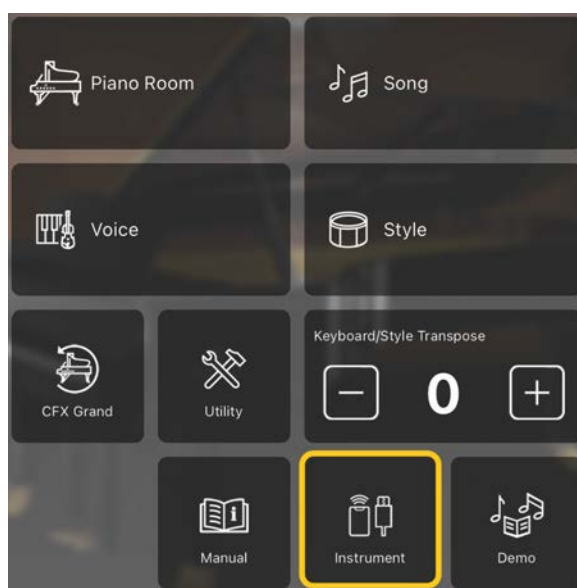 Piano Room
Song
Voice
Style
CFX Grand
Utility
Keyboard/Style Transpose
0
Manual
Instrument
Demo